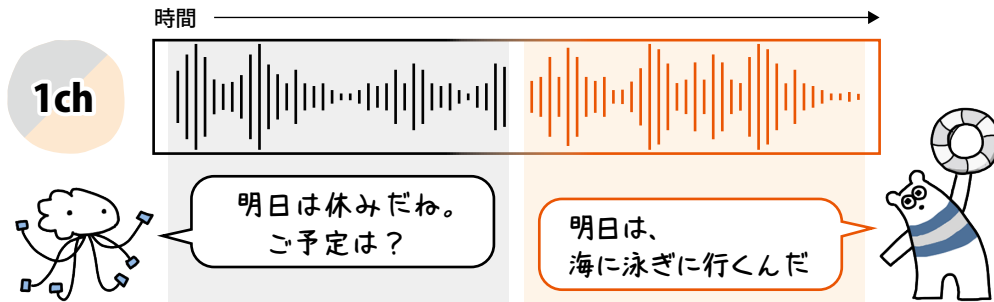 時間
1ch
明日は休みだね。
ご予定は？
明日は、
海に泳ぎに行くんだ